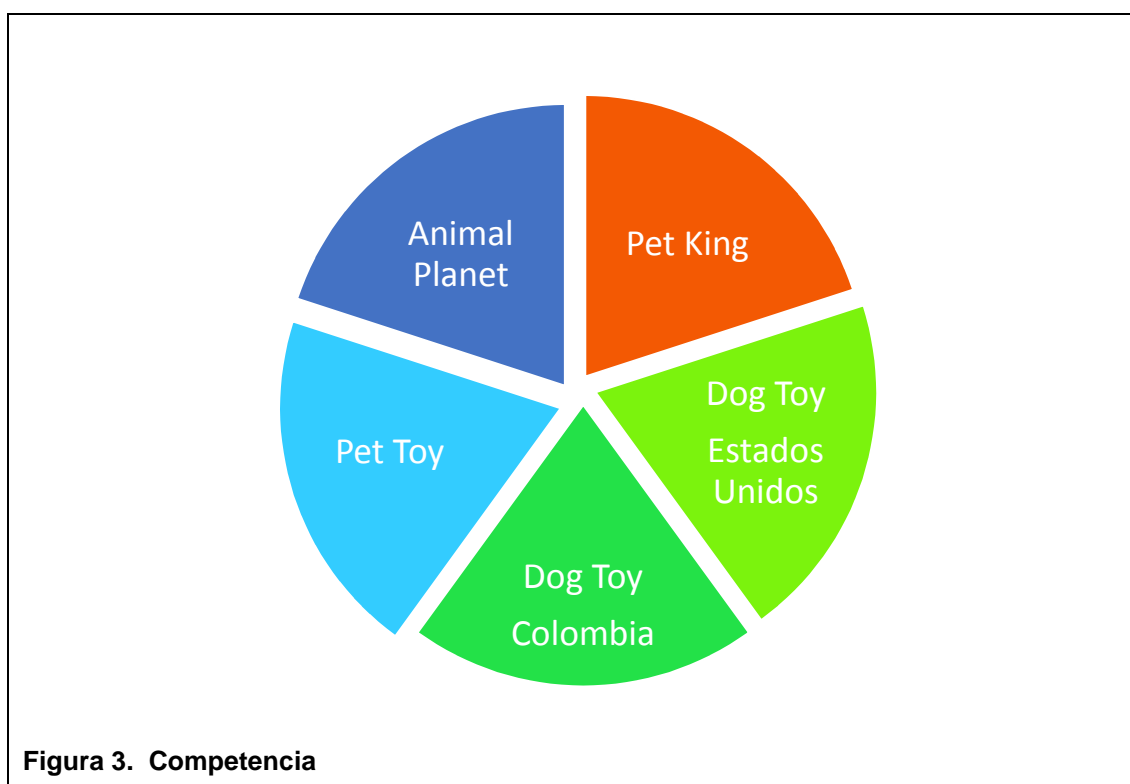 Animal
Planet
Pet King
Dog Toy
Estados
Unidos
Pet Toy
Dog Toy
Colombia
Figura 3. Competencia